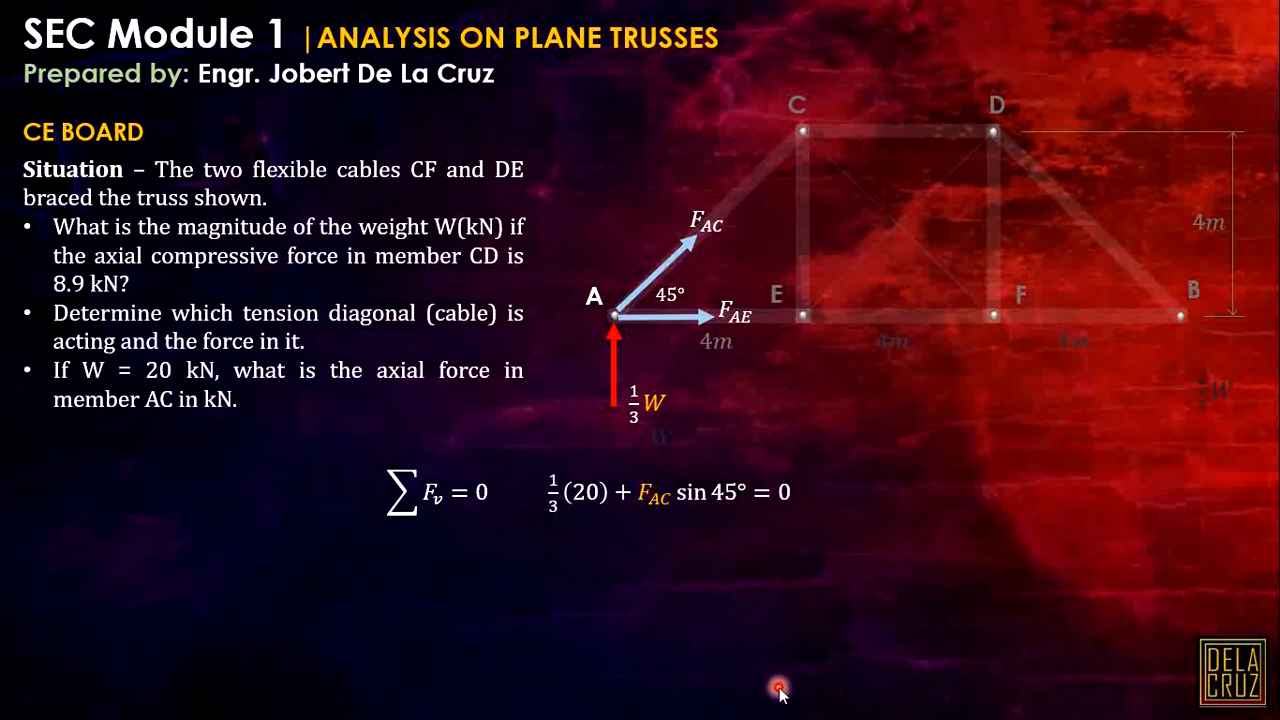 SEC Module 1 |ANALYSIS ON PLANE TRUSSES
Prepared by: Engr. Jobert De La Cruz
CE BOARD
Situation – The two flexible cables CF and DE
braced the truss shown.
• What is the magnitude of the weight W(kN) if
the axial compressive force in member CD is
8.9 kN?
• Determine which tension diagonal (cable) is
acting and the force in it.
• If W = 20 kN, what is the axial force in
member AC in kN.
C
D
4m
F_AC
A
45°
E
F
B
F_AE
4m
4m
4m
1/3 W
W
∑ F_v = 0
1/3 (20) + F_AC sin 45° = 0
DELA
CRUZ